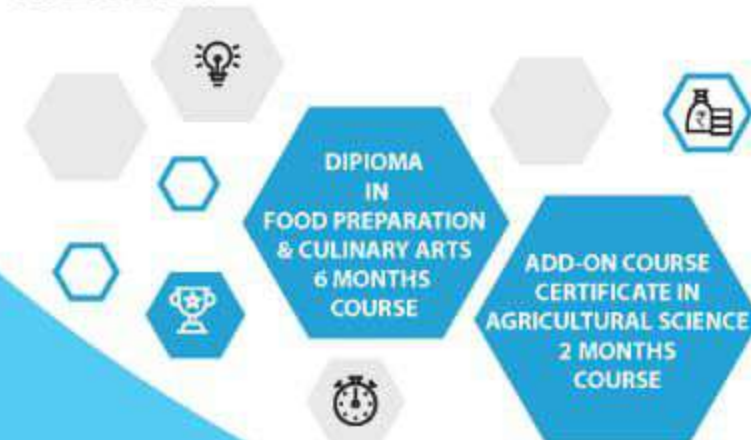 DIPIOMA
IN
FOOD PREPARATION
& CULINARY ARTS
6 MONTHS
COURSE
ADD-ON COURSE
CERTIFICATE IN
AGRICULTURAL SCIENCE
2 MONTHS
COURSE